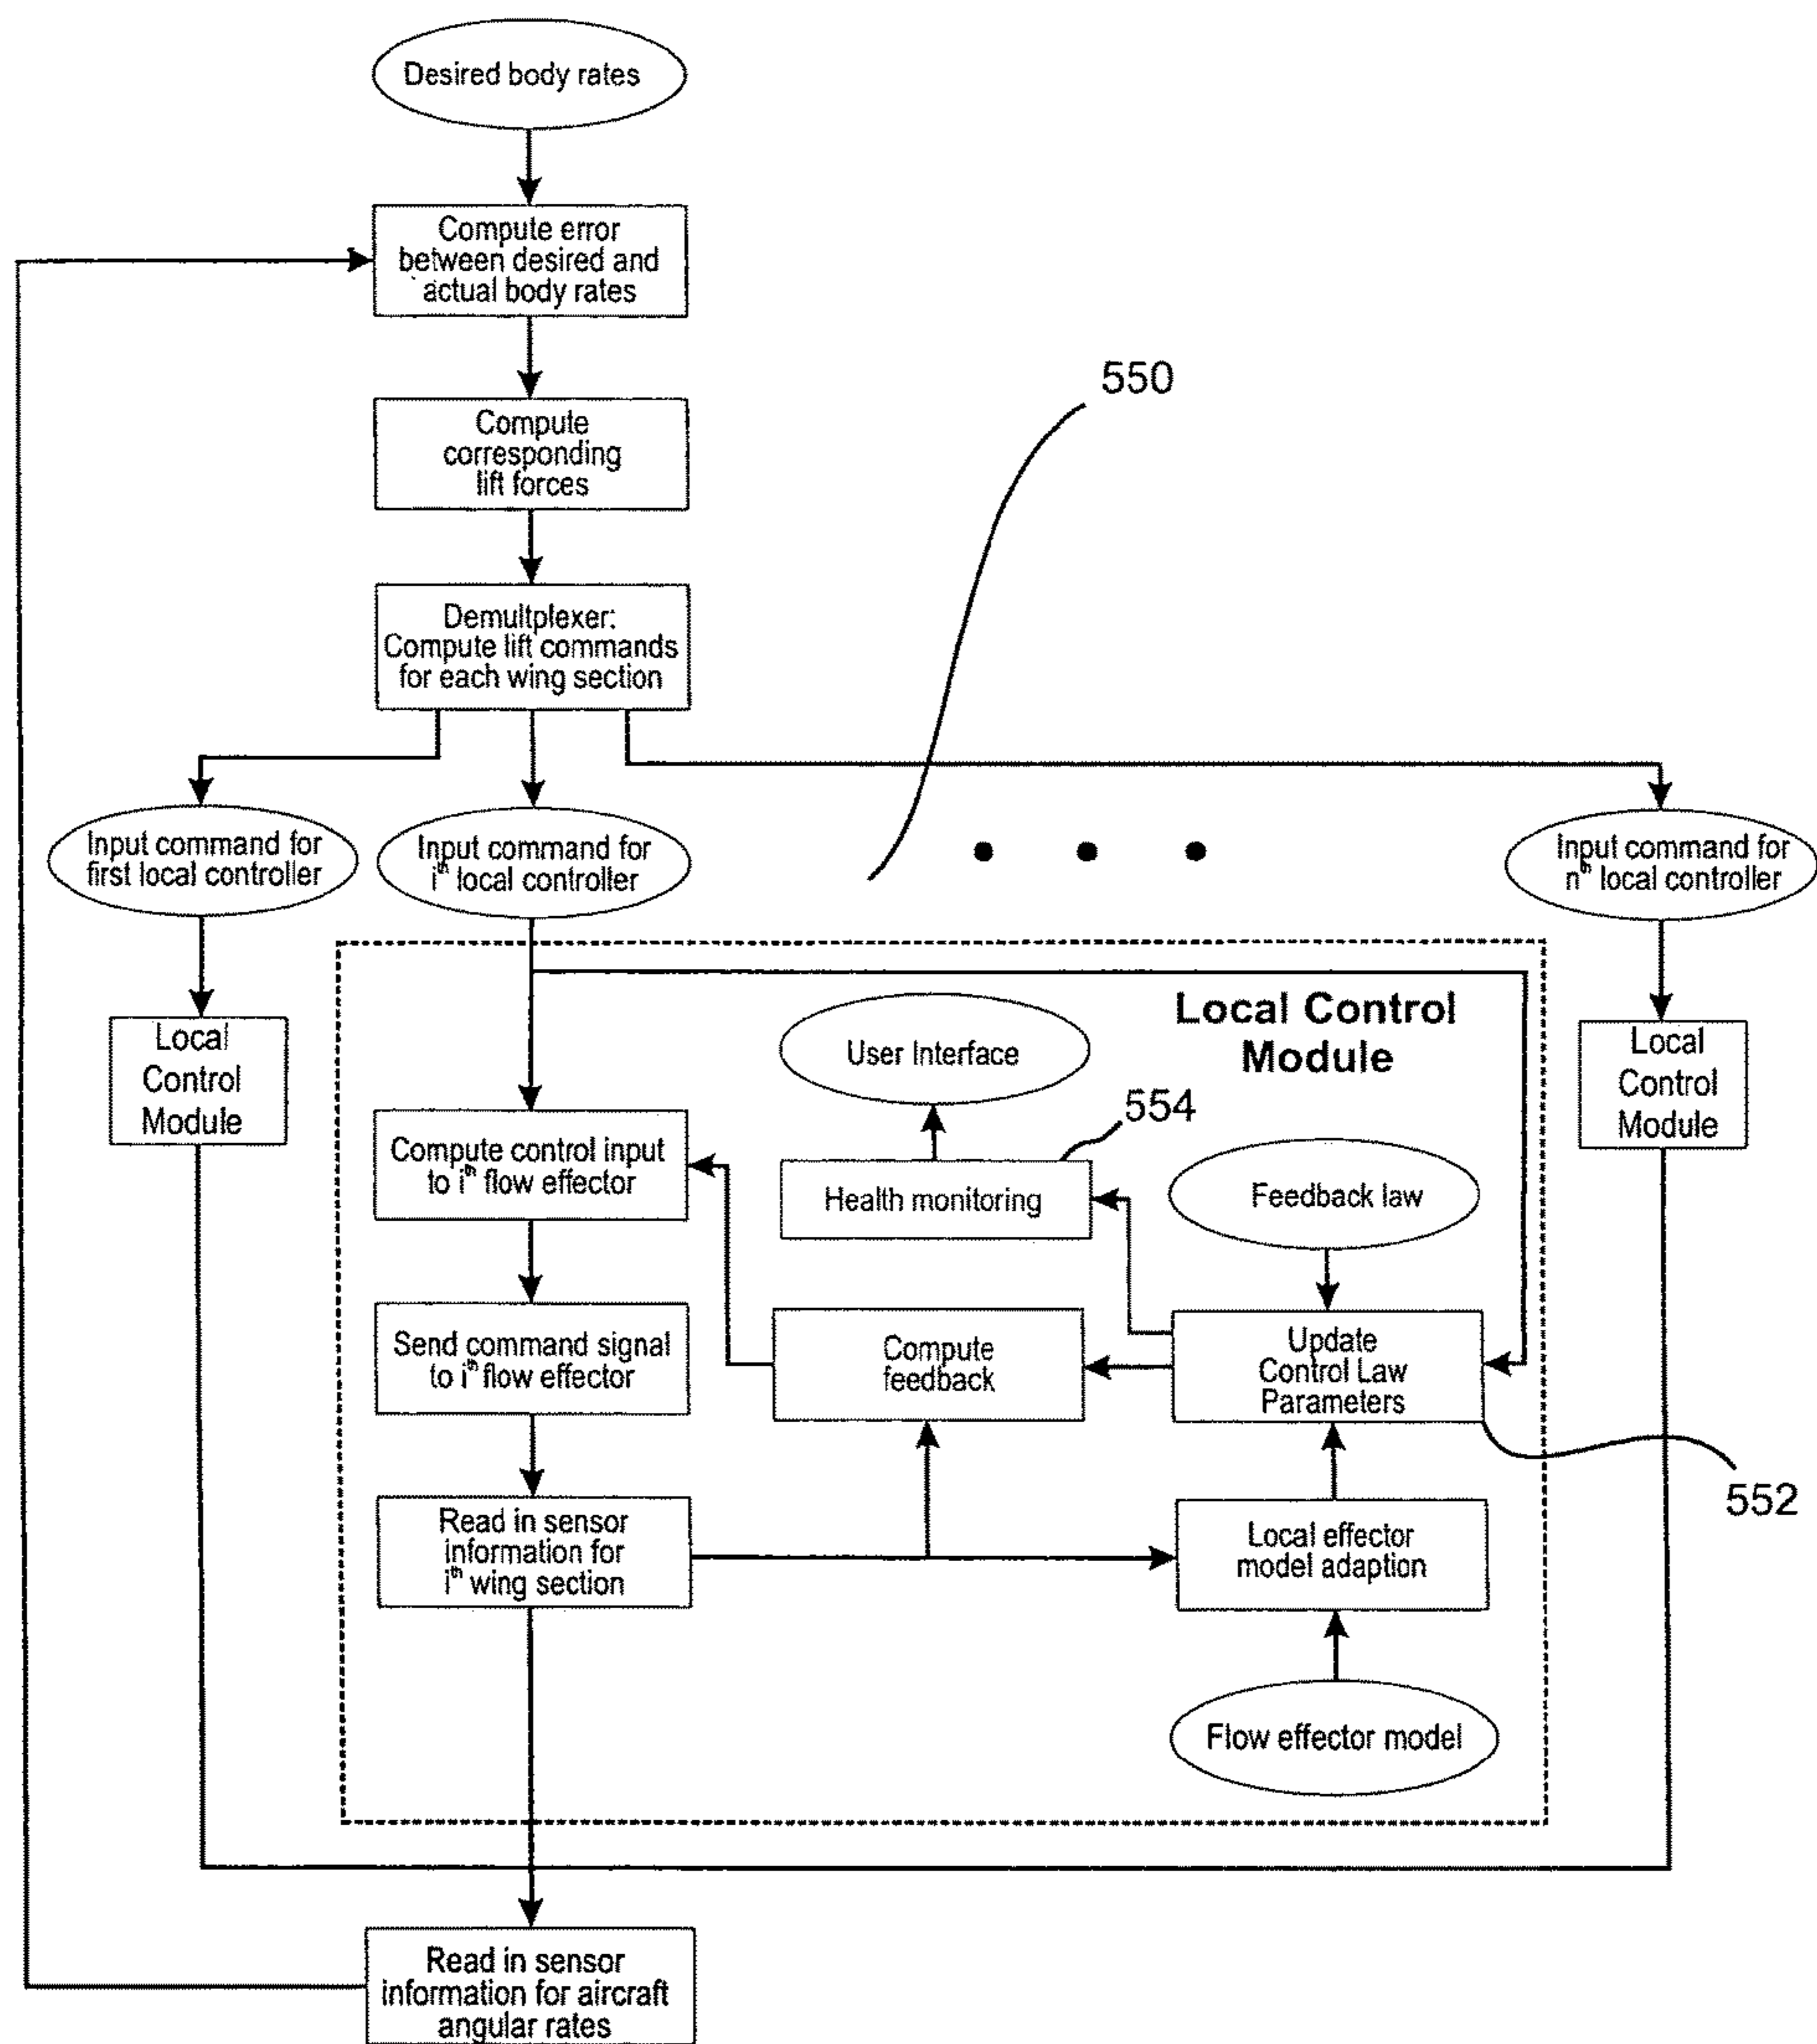 Desired body rates
Compute error
between desired and
actual body rates
550
Compute
corresponding
lift forces
Demultplexer:
Compute lift commands
for each wing section
Input command for
first local controller
Input command for
ith local controller
Input command for
nth local controller
Local Control
Module
Local
Control
Module
User Interface
Local
Control
Module
554
Compute control input
to ith flow effector
Health monitoring
Feedback law
Send command signal
to ith flow effector
Compute
feedback
Update
Control Law
Parameters
552
Read in sensor
information for
ith wing section
Local effector
model adaption
Flow effector model
Read in sensor
information for aircraft
angular rates